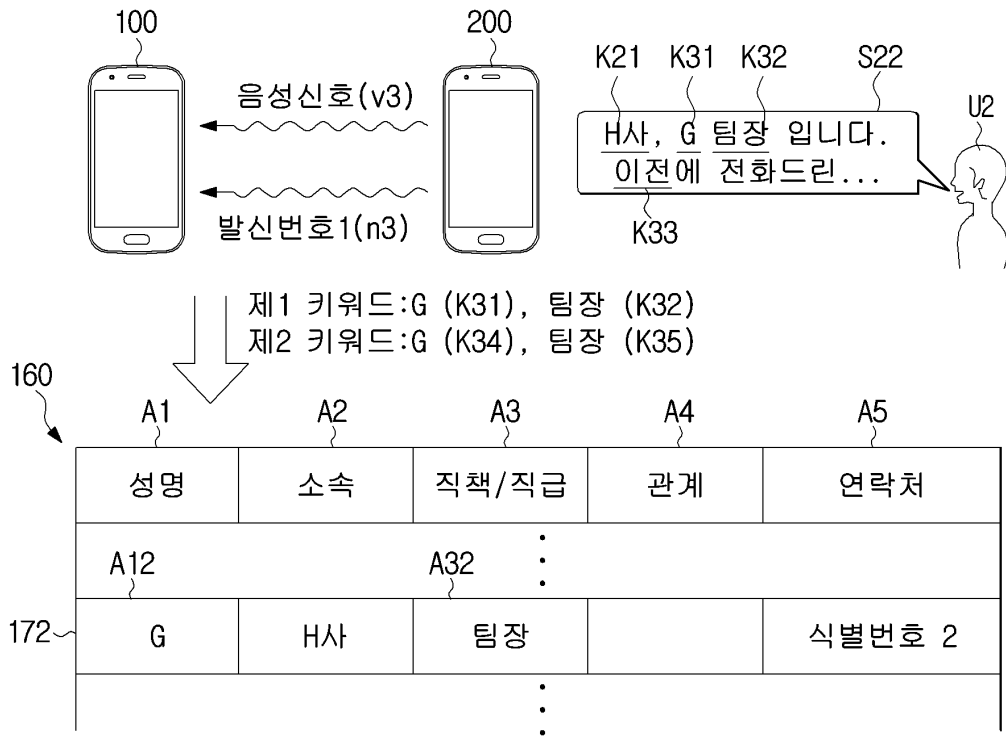 100
200
K21 K31 K32 S22
U2
음성신호(v3)
H사, G 팀장 입니다.
이전에 전화드린...
K33
발신번호1(n3)
제1 키워드:G (K31), 팀장 (K32)
제2 키워드:G (K34), 팀장 (K35)
160
A1 A2 A3 A4 A5
성명 소속 직책/직급 관계 연락처
A12 A32
172
G H사 팀장 식별번호 2